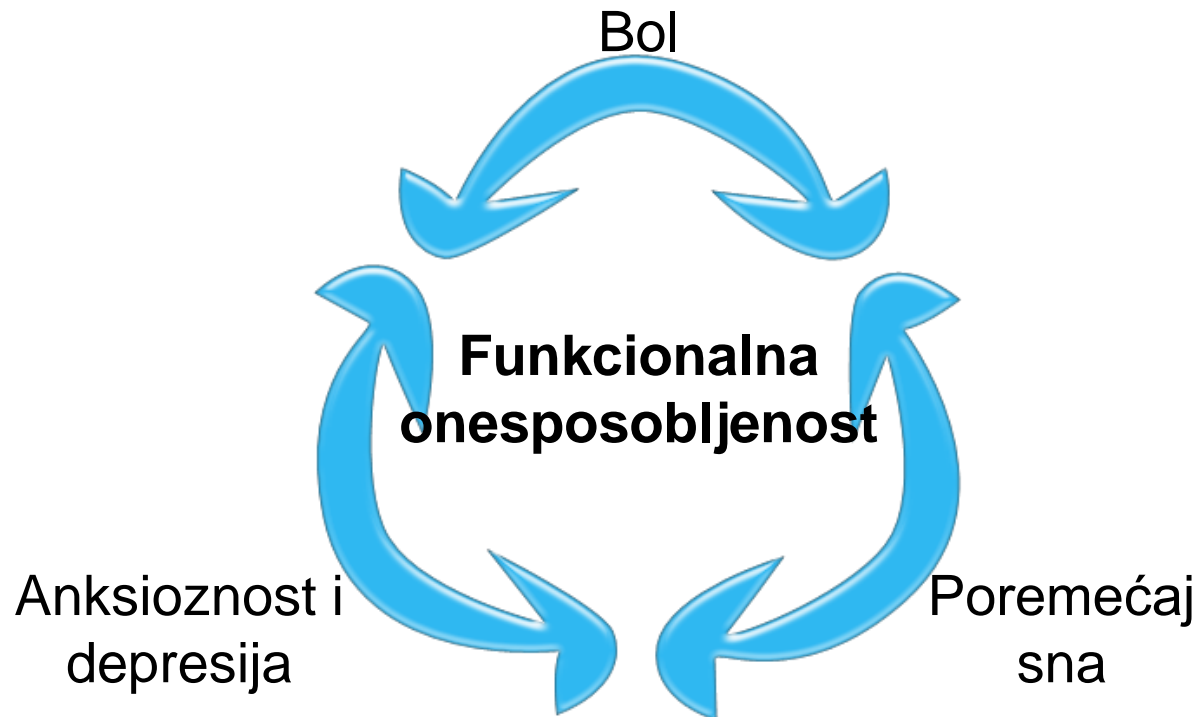 Bol
Funkcionalna
onesposobljenost
Anksioznost i
depresija
Poremećaj
sna